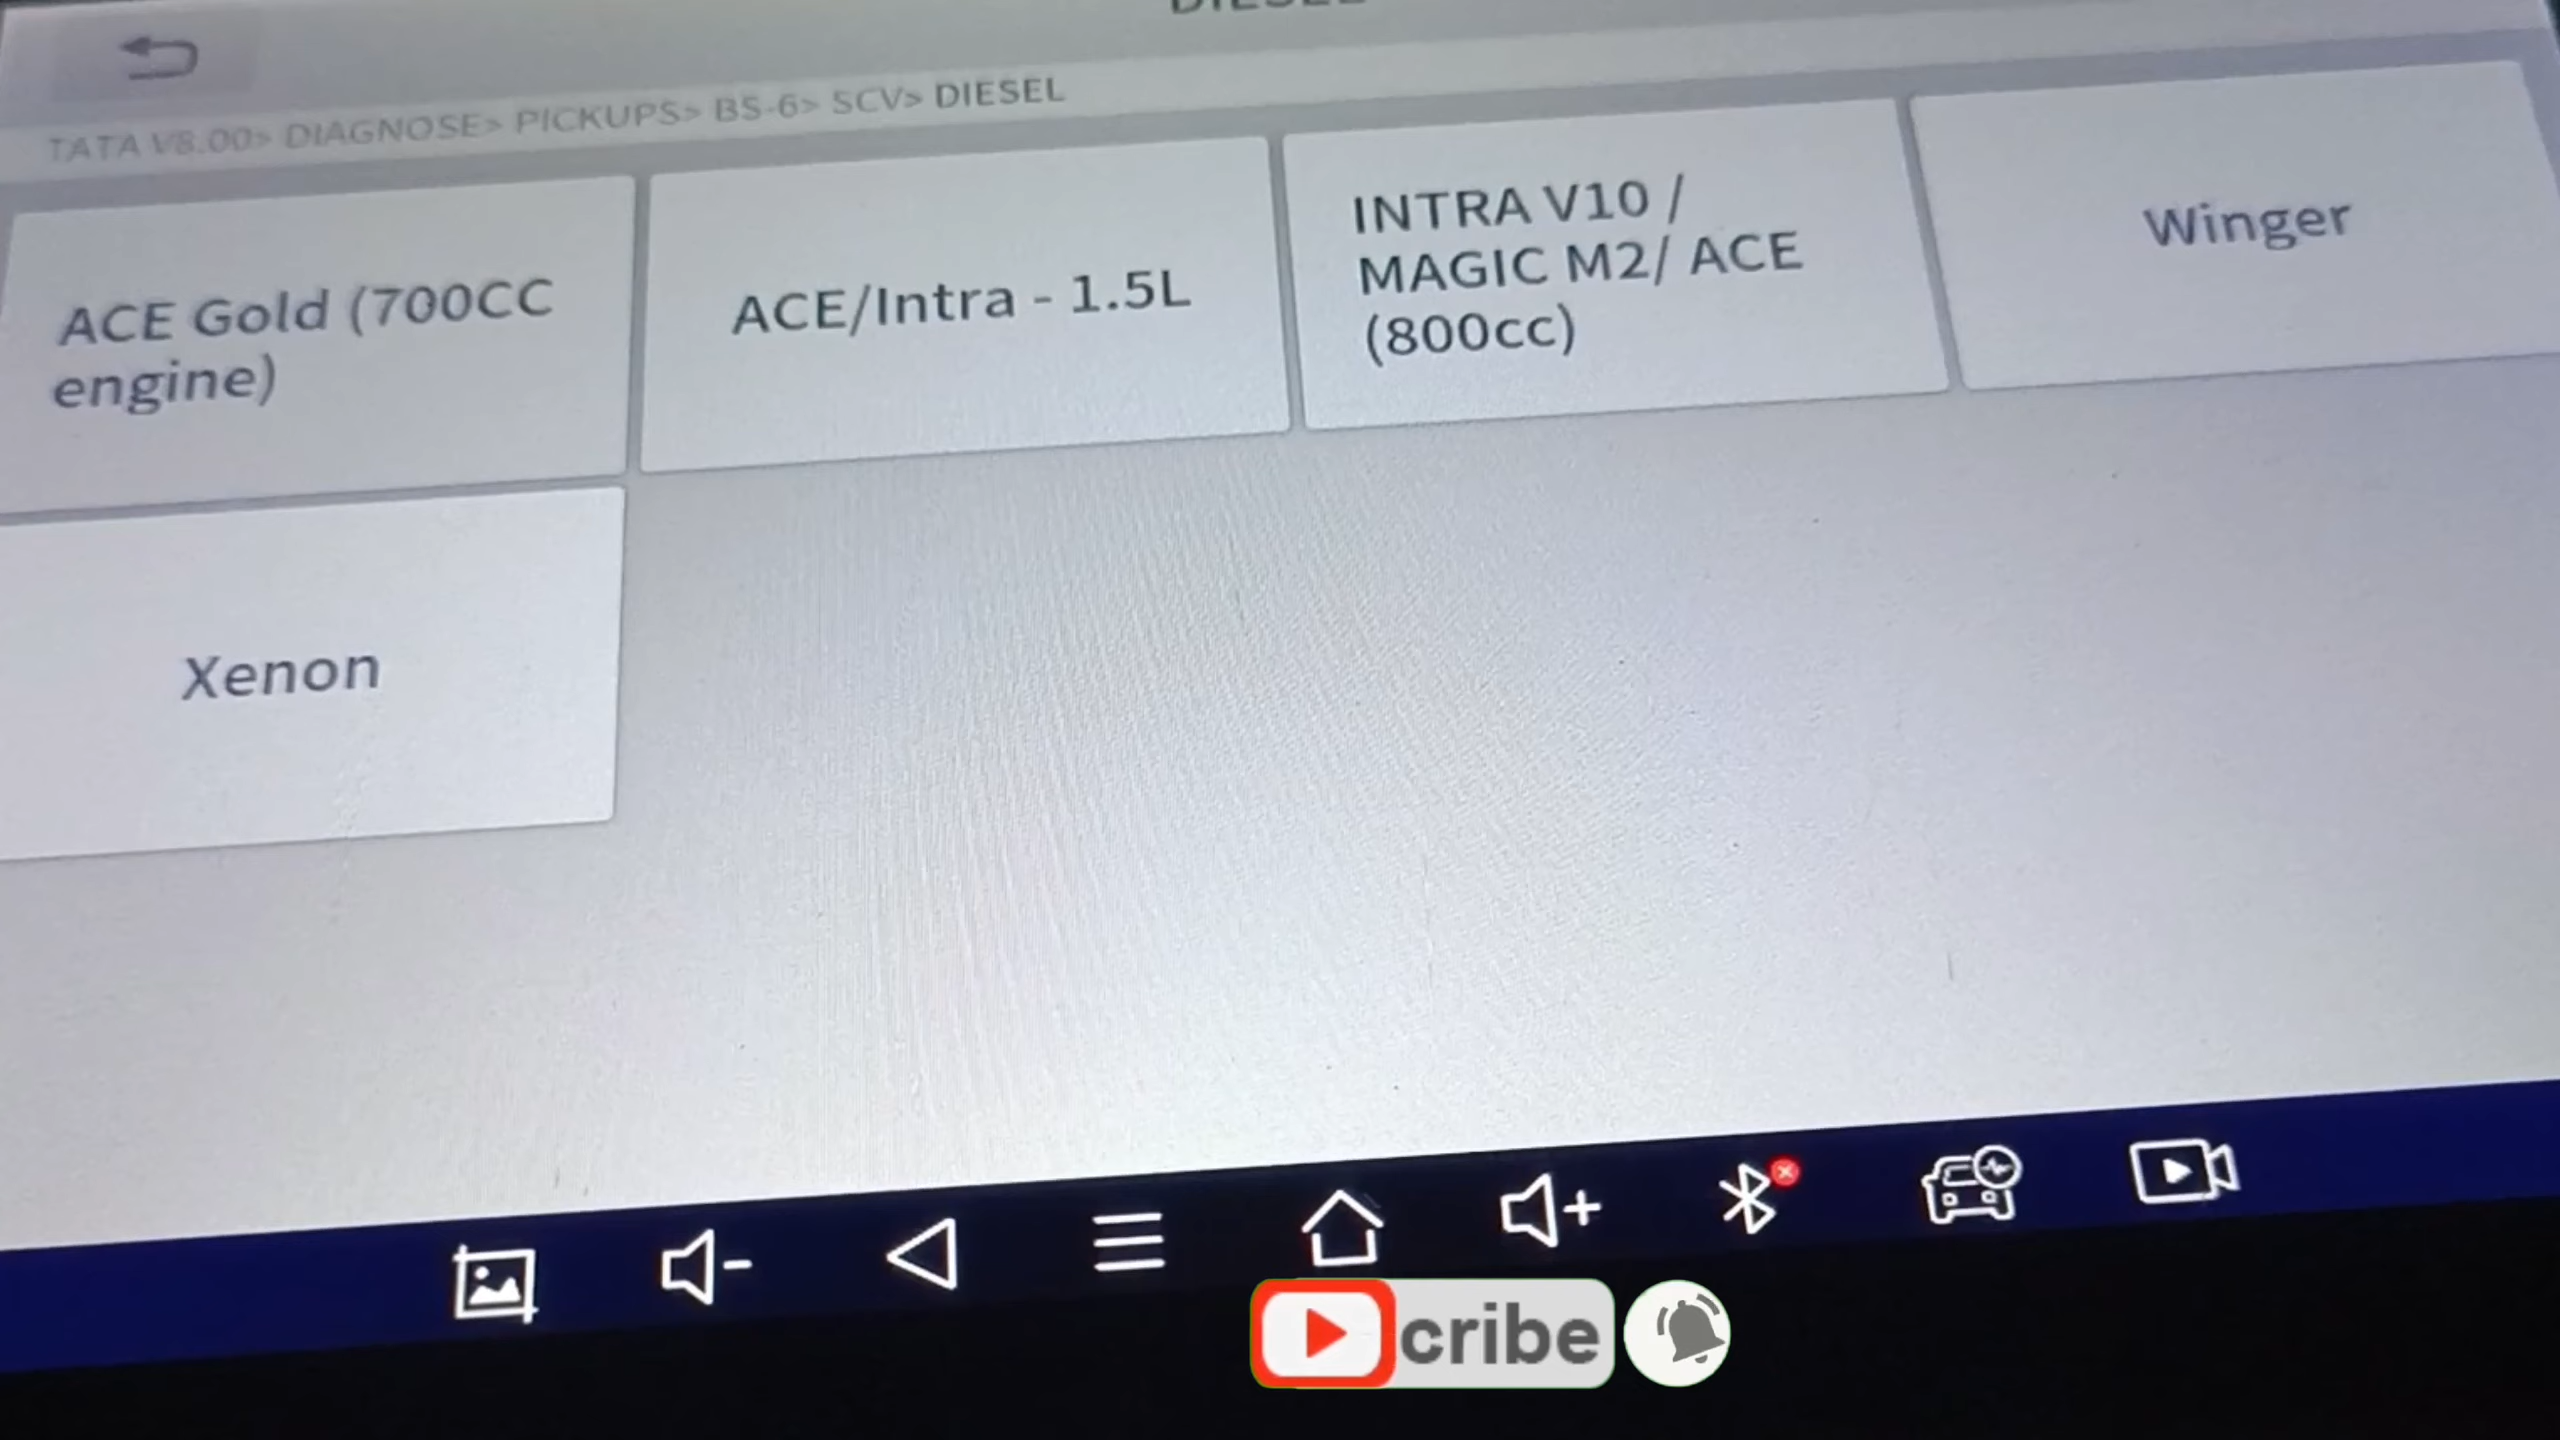 DIESEL
TATA V8.00> DIAGNOSE> PICKUPS> BS-6> SCV> DIESEL
ACE Gold (700CC
engine)
ACE/Intra - 1.5L
INTRA V10 /
MAGIC M2/ ACE
(800cc)
Winger
Xenon
cribe